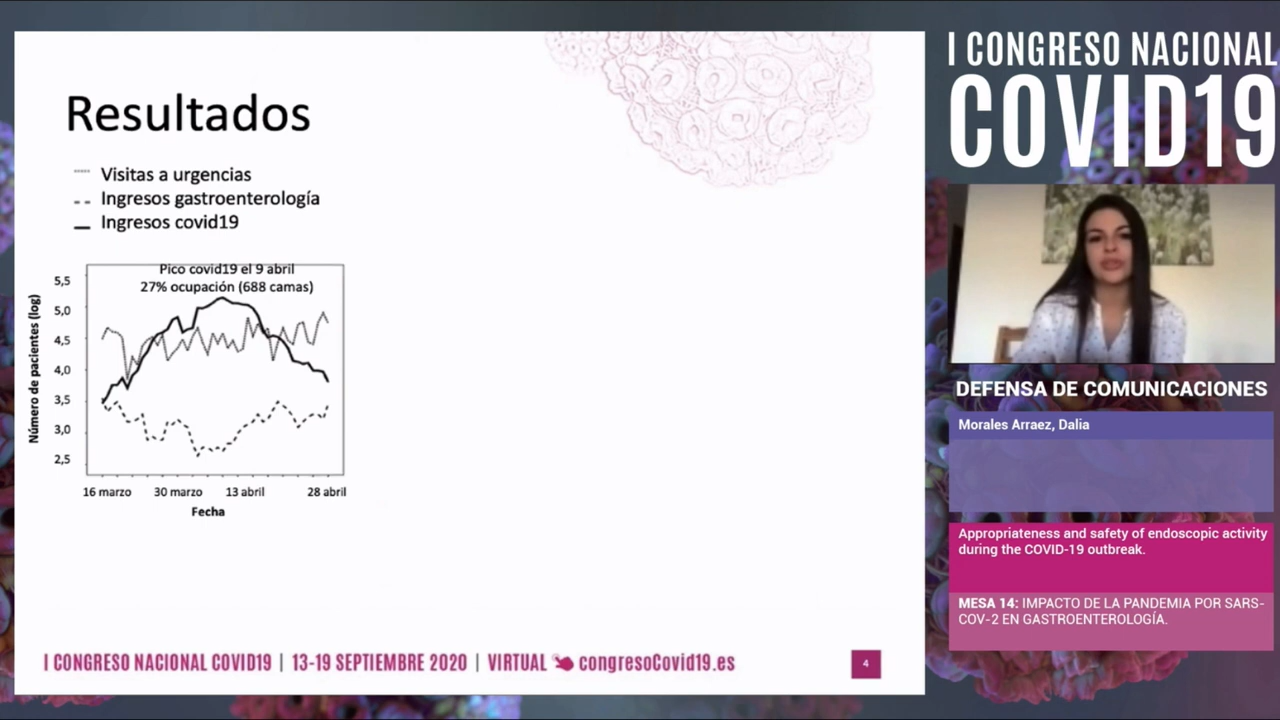 Resultados
Visitas a urgencias
Ingresos gastroenterología
Ingresos covid19
Pico covid19 el 9 abril
27% ocupación (688 camas)
Número de pacientes (log)
5,5
5,0
4,5
4,0
3,5
3,0
2,5
16 marzo 30 marzo 13 abril 28 abril
Fecha
I CONGRESO NACIONAL COVID19 | 13-19 SEPTIEMBRE 2020 | VIRTUAL congresoCovid19.es
4
I CONGRESO NACIONAL
COVID19
DEFENSA DE COMUNICACIONES
Morales Arraez, Dalia
Appropriateness and safety of endoscopic activity
during the COVID-19 outbreak.
MESA 14: IMPACTO DE LA PANDEMIA POR SARS-
COV-2 EN GASTROENTEROLOGÍA.